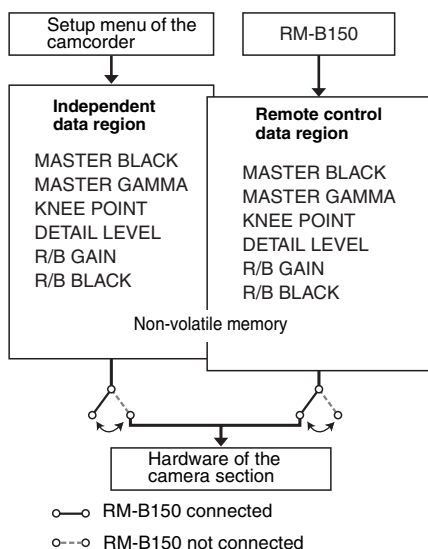 Setup menu of the
camcorder
RM-B150
Independent
data region
MASTER BLACK
MASTER GAMMA
KNEE POINT
DETAIL LEVEL
R/B GAIN
R/B BLACK
Remote control
data region
MASTER BLACK
MASTER GAMMA
KNEE POINT
DETAIL LEVEL
R/B GAIN
R/B BLACK
Non-volatile memory
Hardware of the
camera section
RM-B150 connected
RM-B150 not connected